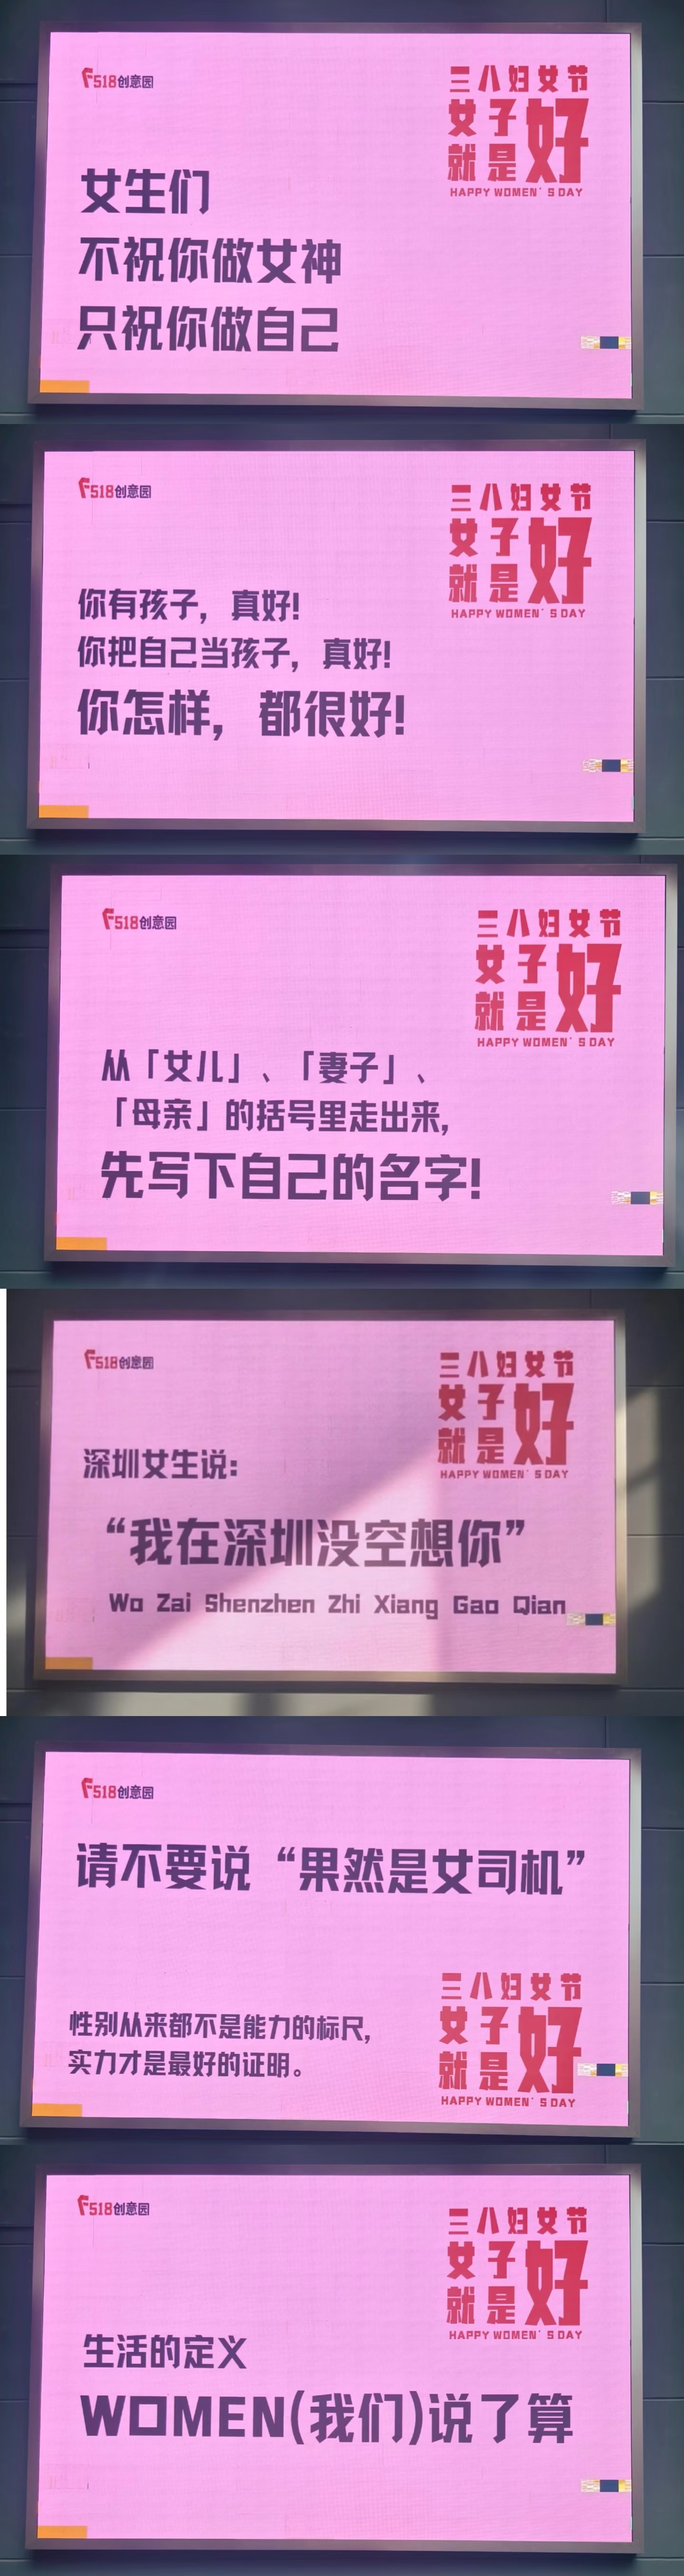 F518创意园
三八妇女节
女子
就是好
HAPPY WOMEN'S DAY
女生们
不祝你做女神
只祝你做自己
F518创意园
三八妇女节
女子
就是好
HAPPY WOMEN'S DAY
你有孩子，真好！
你把自己当孩子，真好！
你怎样，都很好！
F518创意园
三八妇女节
女子
就是好
HAPPY WOMEN'S DAY
从「女儿」、「妻子」、
「母亲」的括号里走出来，
先写下自己的名字！
F518创意园
三八妇女节
女子
就是好
HAPPY WOMEN'S DAY
深圳女生说：
“我在深圳没空想你”
Wo Zai Shenzhen Zhi Xiang Gao Qian
F518创意园
请不要说“果然是女司机”
性别从来都不是能力的标尺，
实力才是最好的证明。
三八妇女节
女子
就是好
HAPPY WOMEN'S DAY
F518创意园
三八妇女节
女子
就是好
HAPPY WOMEN'S DAY
生活的定义
WOMEN(我们)说了算